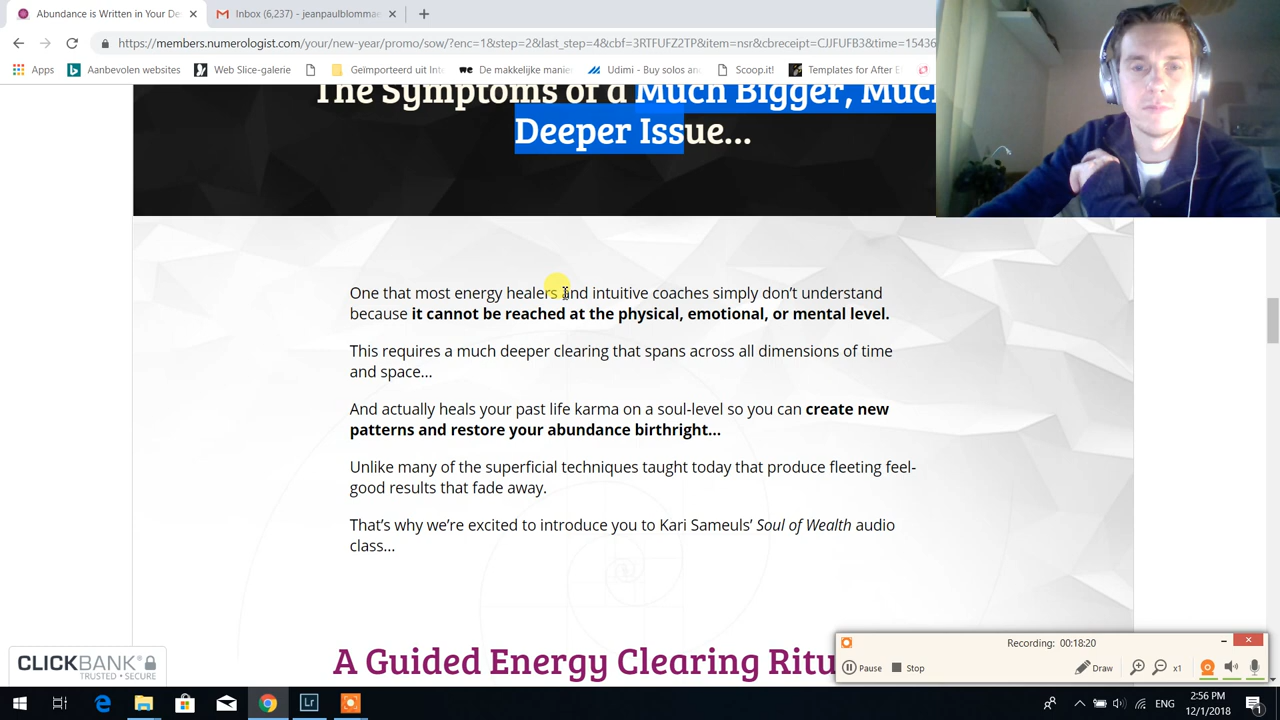 Abundance is Written in Your De
Inbox (6,237) - jeanpaulblommae
https://members.numerologist.com/your/new-year/promo/sow/?enc=1&step=2&last_step=4&cbf=3RTFUFZ2TP&item=nsr&cbreceipt=CJJFUFB3&time=15436
Apps
Aanbevolen websites
Web Slice-galerie
Geïmporteerd uit Int
De makkelijke manie
Udimi - Buy solos an
Scoop.it!
Templates for After E
The Symptoms of a Much Bigger, Much
Deeper Issue...
One that most energy healers and intuitive coaches simply don't understand
because it cannot be reached at the physical, emotional, or mental level.
This requires a much deeper clearing that spans across all dimensions of time
and space...
And actually heals your past life karma on a soul-level so you can create new
patterns and restore your abundance birthright...
Unlike many of the superficial techniques taught today that produce fleeting feel-
good results that fade away.
That's why we're excited to introduce you to Kari Sameuls' Soul of Wealth audio
class...
A Guided Energy Clearing Ritu
CLICKBANK
TRUSTED • SECURE
Recording: 00:18:20
Pause
Stop
Draw
x1
Lr
ENG
2:56 PM
12/1/2018
1